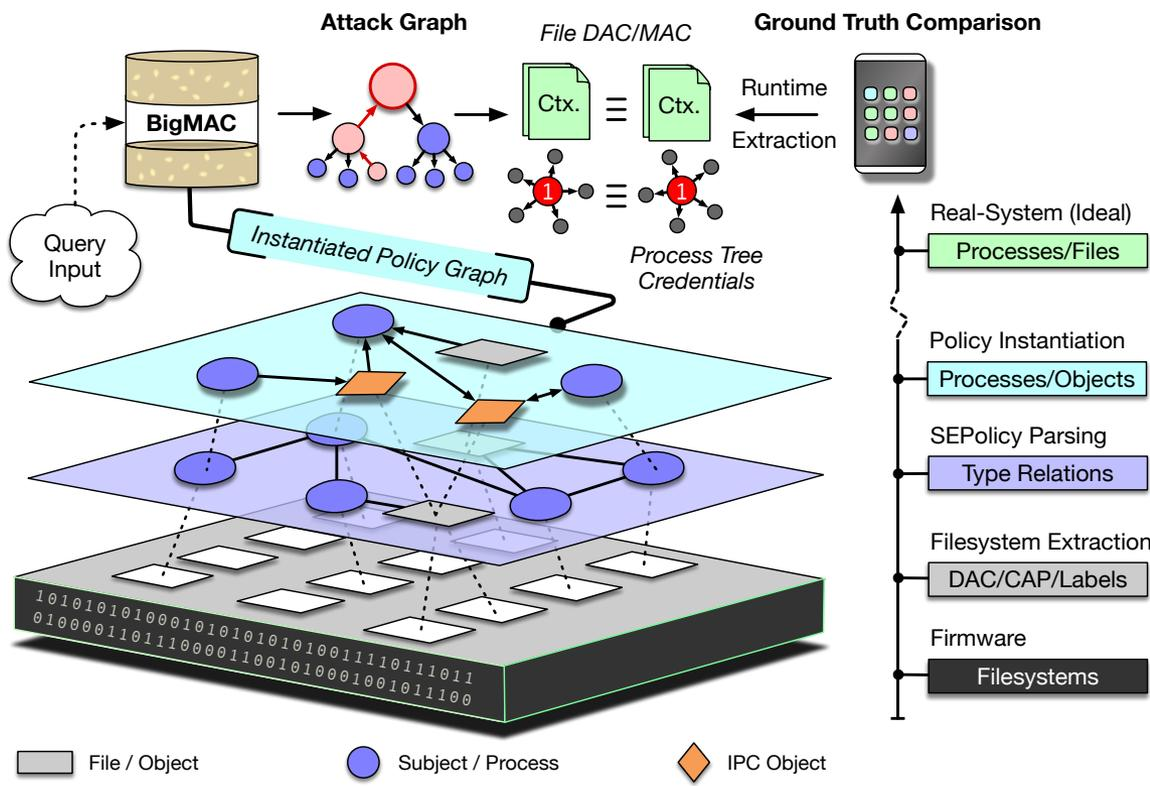 Attack Graph
File DAC/MAC
Ground Truth Comparison
BigMAC
Ctx.
Ctx.
Runtime
Extraction
1
1
Query
Input
Instantiated Policy Graph
Process Tree
Credentials
Real-System (Ideal)
Processes/Files
Policy Instantiation
Processes/Objects
SEPolicy Parsing
Type Relations
Filesystem Extraction
DAC/CAP/Labels
Firmware
Filesystems
File / Object
Subject / Process
IPC Object